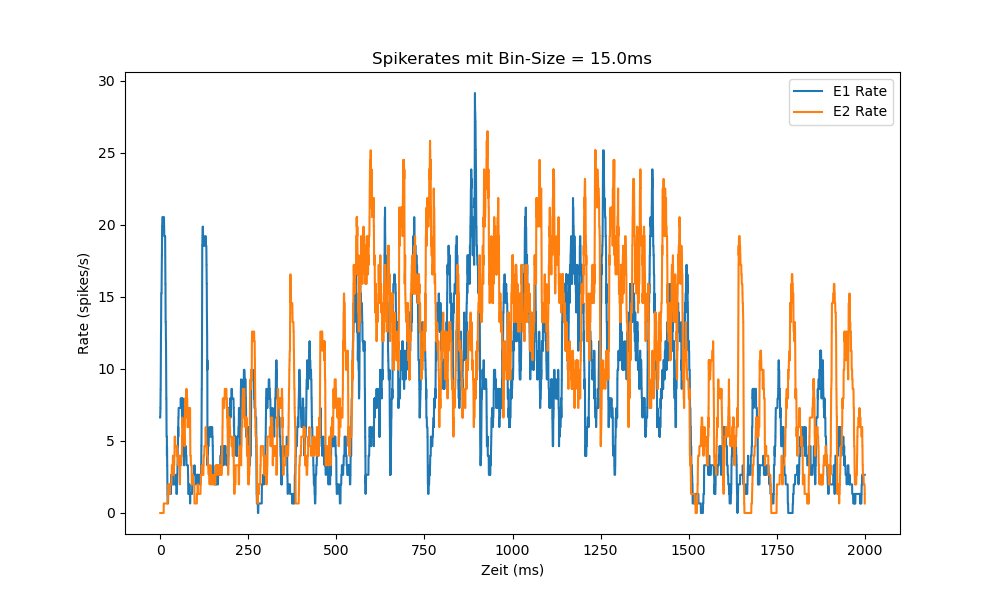 Spikerates mit Bin-Size = 15.0ms
E1 Rate
E2 Rate
30
25
20
15
10
5
0
Rate (spikes/s)
0 250 500 750 1000 1250 1500 1750 2000
Zeit (ms)